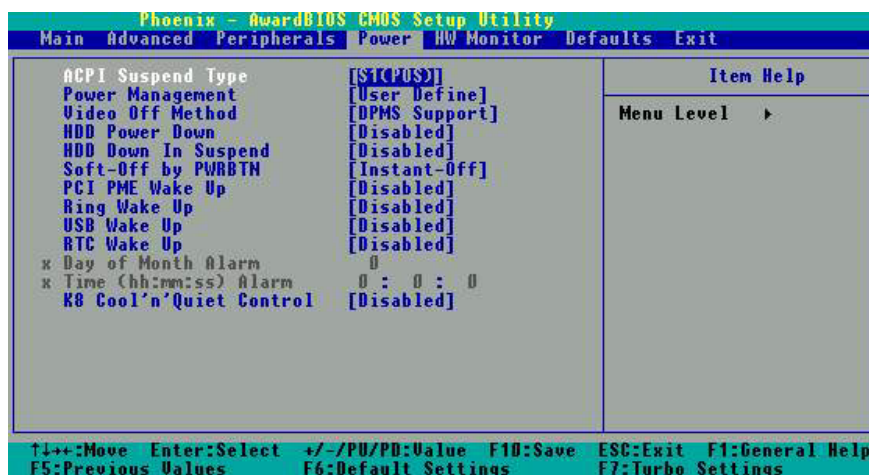 Phoenix - AwardBIOS CMOS Setup Utility
Main Advanced Peripherals Power HW Monitor Defaults Exit
ACPI Suspend Type [S1(POS)]
Power Management [User Define]
Video Off Method [DPMS Support]
HDD Power Down [Disabled]
HDD Down In Suspend [Disabled]
Soft-Off by PWRBTN [Instant-Off]
PCI PME Wake Up [Disabled]
Ring Wake Up [Disabled]
USB Wake Up [Disabled]
RTC Wake Up [Disabled]
x Day of Month Alarm 0
x Time (hh:mm:ss) Alarm 0 : 0 : 0
K8 Cool'n'Quiet Control [Disabled]
Item Help
Menu Level ▸
↑↓→←:Move Enter:Select +/-/PU/PD:Value F10:Save ESC:Exit F1:General Help
F5:Previous Values F6:Default Settings F7:Turbo Settings